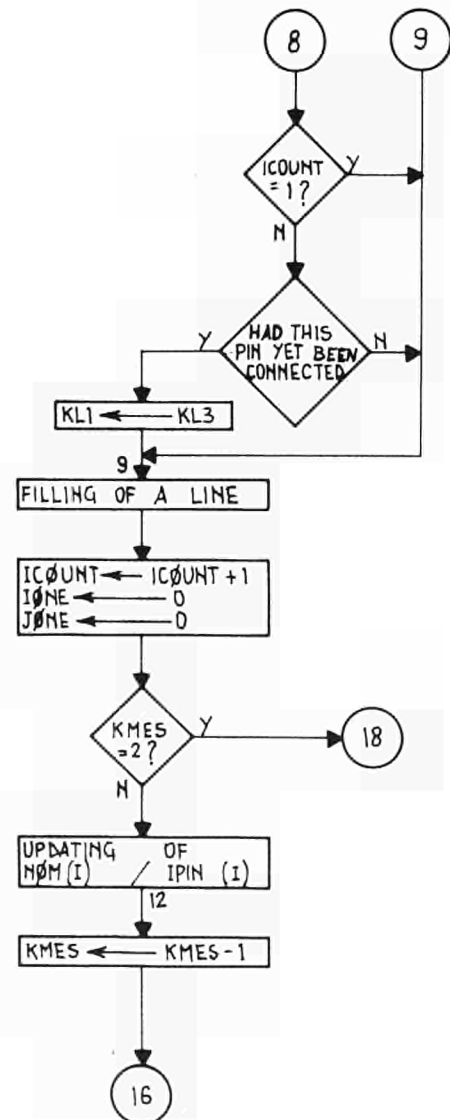 8
9
ICOUNT
= 1?
Y
N
HAD THIS
PIN YET BEEN
CONNECTED
Y
N
KL1 ← KL3
9
FILLING OF A LINE
ICØUNT ← ICØUNT +1
IØNE ← 0
JØNE ← 0
KMES
=2?
Y
18
N
UPDATING OF
NØM(I) / IPIN (I)
12
KMES ← KMES-1
16